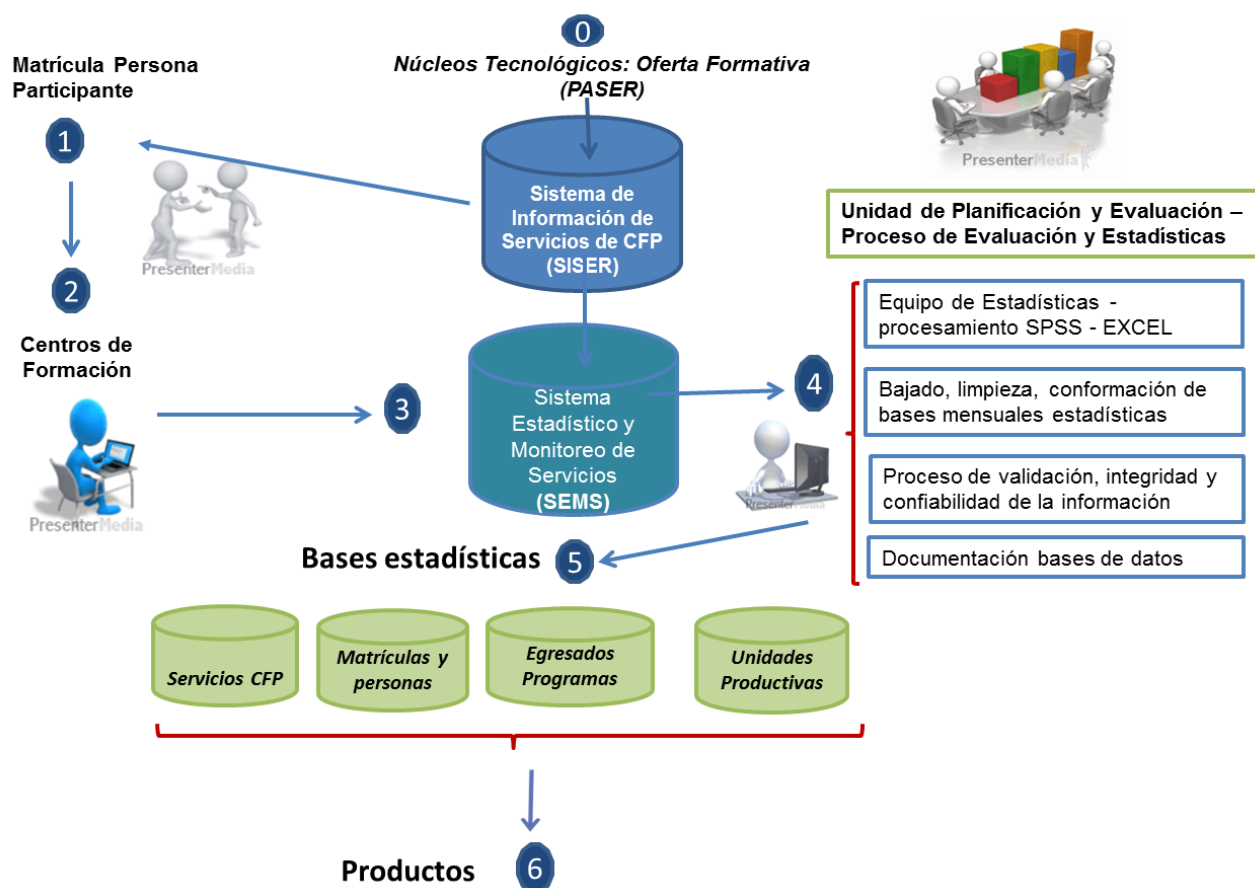 0
Núcleos Tecnológicos: Oferta Formativa
(PASER)
Matrícula Persona
Participante
1
PresenterMedia
PresenterMedia
Sistema de
Información de
Servicios de CFP
(SISER)
Unidad de Planificación y Evaluación –
Proceso de Evaluación y Estadísticas
2
Centros de
Formación
PresenterMedia
3
Sistema
Estadístico y
Monitoreo de
Servicios
(SEMS)
4
PresenterMedia
Equipo de Estadísticas -
procesamiento SPSS - EXCEL
Bajado, limpieza, conformación de
bases mensuales estadísticas
Proceso de validación, integridad y
confiabilidad de la información
Documentación bases de datos
Bases estadísticas
5
Servicios CFP
Matrículas y
personas
Egresados
Programas
Unidades
Productivas
Productos
6